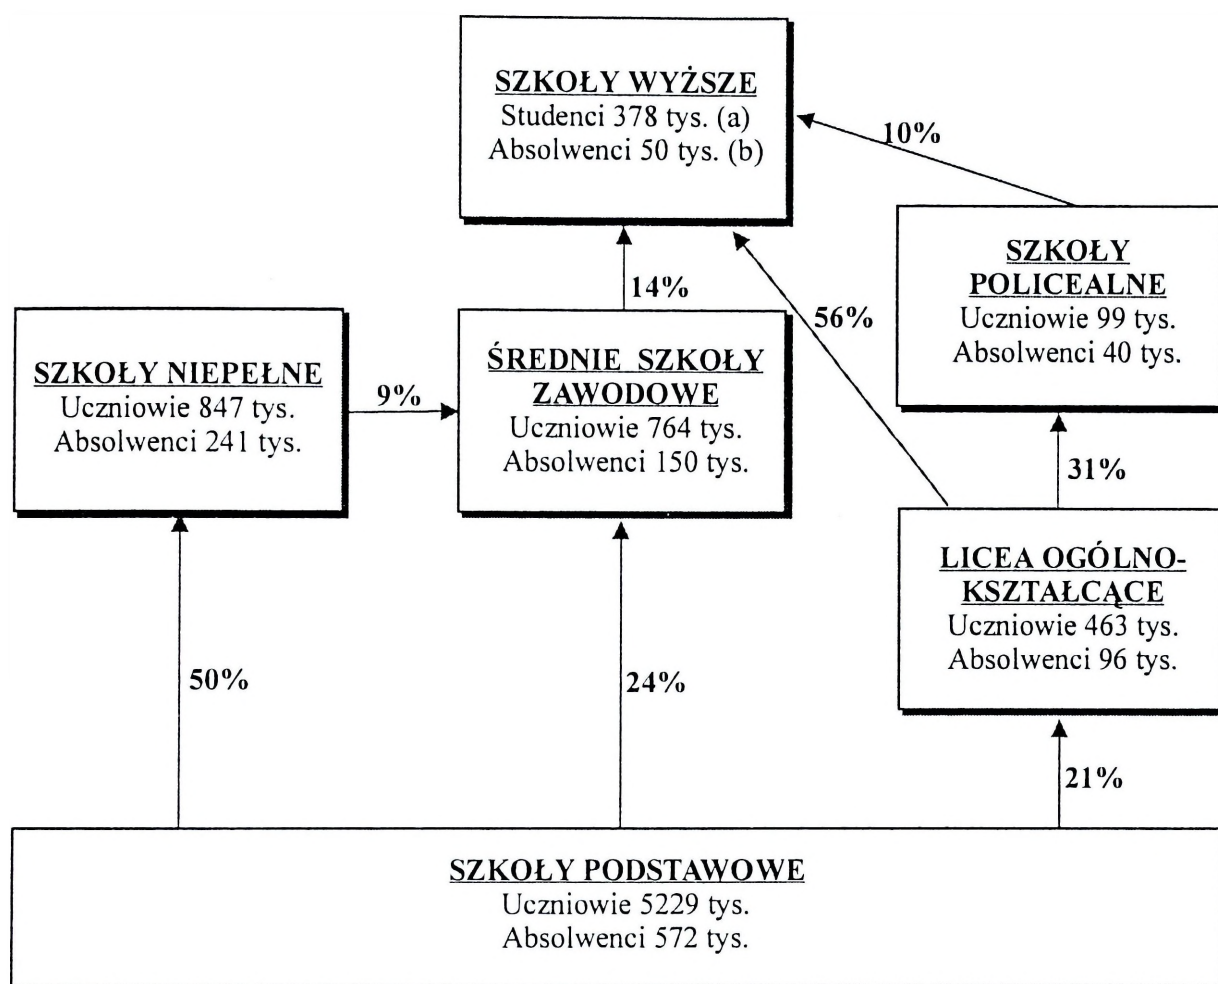 SZKOŁY WYŻSZE
Studenci 378 tys. (a)
Absolwenci 50 tys. (b)
10%
SZKOŁY
POLICEALNE
Uczniowie 99 tys.
Absolwenci 40 tys.
14%
56%
SZKOŁY NIEPEŁNE
Uczniowie 847 tys.
Absolwenci 241 tys.
9%
ŚREDNIE SZKOŁY
ZAWODOWE
Uczniowie 764 tys.
Absolwenci 150 tys.
31%
LICEA OGÓLNO-
KSZTAŁCĄCE
Uczniowie 463 tys.
Absolwenci 96 tys.
50%
24%
21%
SZKOŁY PODSTAWOWE
Uczniowie 5229 tys.
Absolwenci 572 tys.